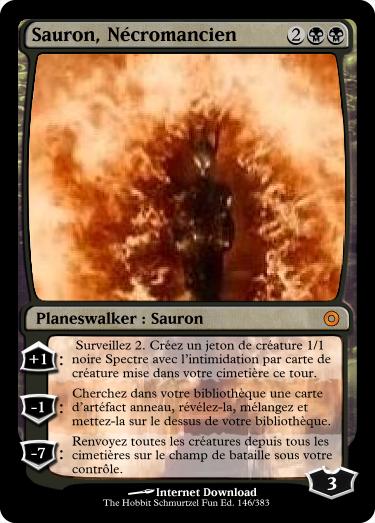 Sauron, Nécromancien 2
Planeswalker : Sauron
+1: Surveillez 2. Créez un jeton de créature 1/1
noire Spectre avec l'intimidation par carte de
créature mise dans votre cimetière ce tour.
-1: Cherchez dans votre bibliothèque une carte
d'artéfact anneau, révélez-la, mélangez et
mettez-la sur le dessus de votre bibliothèque.
-7: Renvoyez toutes les créatures depuis tous les
cimetières sur le champ de bataille sous votre
contrôle.
3
Internet Download
The Hobbit Schmurtzel Fun Ed. 146/383